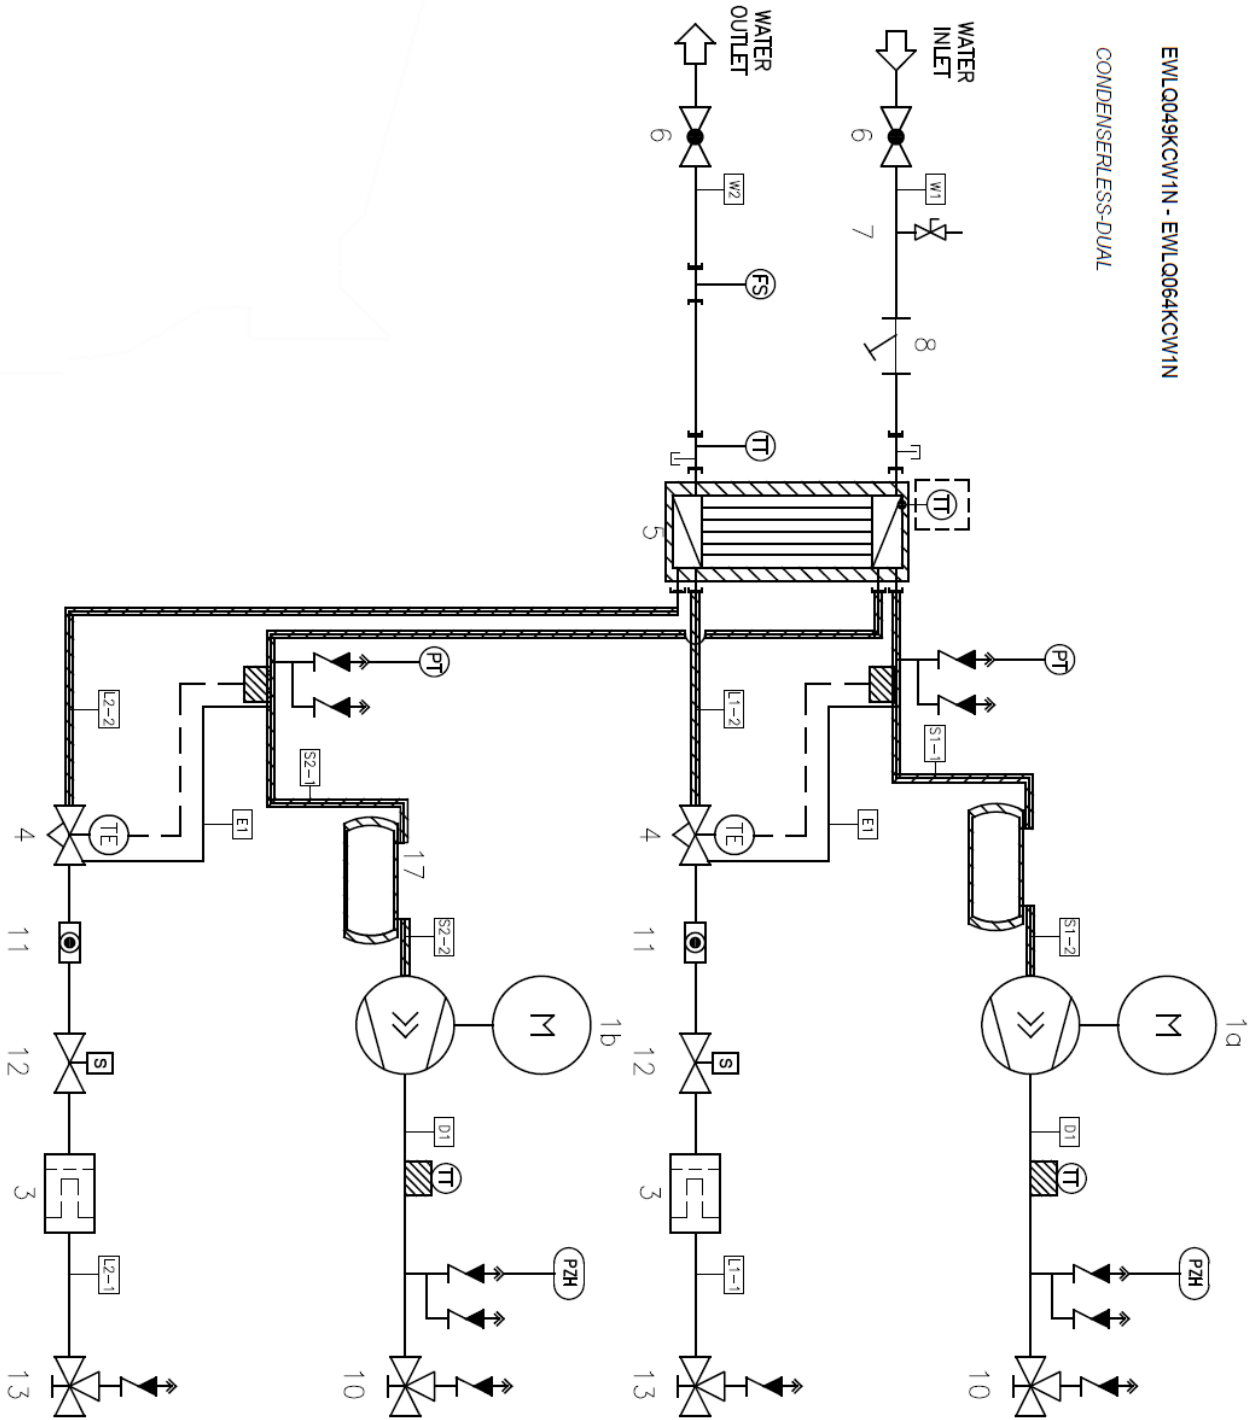 EWLQ049KCW1N - EWLQ064KCW1N
CONDENSERLESS-DUAL
WATER
INLET
WATER
OUTLET
6
W1
7
8
6
W2
FS
TT
TT
5
PT
S1-1
S1-2
1a
M
D1
TT
PZH
10
L1-2
E1
TE
4
11
12
S
3
L1-1
13
PT
S2-1
17
S2-2
1b
M
D1
TT
PZH
10
L2-2
E1
TE
4
11
12
S
3
L2-1
13